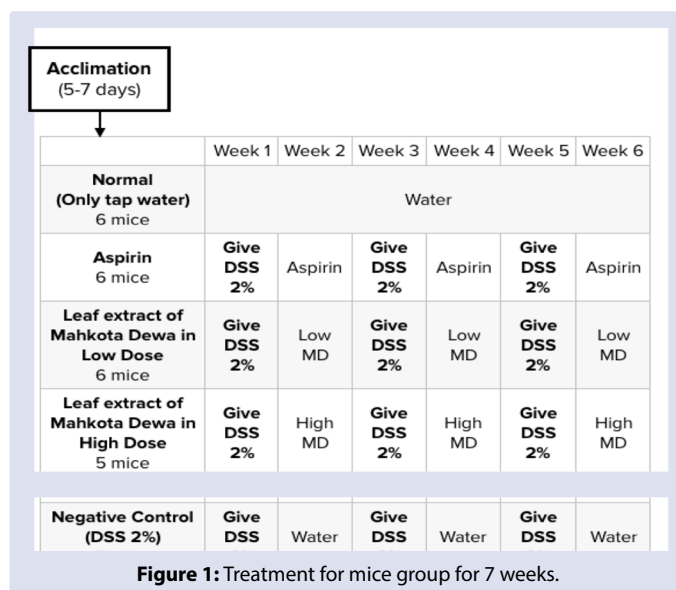 Acclimation
(5-7 days)
Week 1 Week 2 Week 3 Week 4 Week 5 Week 6
Normal
(Only tap water)
6 mice
Water
Aspirin
6 mice
Give
DSS
2%
Aspirin
Give
DSS
2%
Aspirin
Give
DSS
2%
Aspirin
Leaf extract of
Mahkota Dewa in
Low Dose
6 mice
Give
DSS
2%
Low
MD
Give
DSS
2%
Low
MD
Give
DSS
2%
Low
MD
Leaf extract of
Mahkota Dewa in
High Dose
5 mice
Give
DSS
2%
High
MD
Give
DSS
2%
High
MD
Give
DSS
2%
High
MD
Negative Control
(DSS 2%)
Give
DSS
Water
Give
DSS
Water
Give
DSS
Water
Figure 1: Treatment for mice group for 7 weeks.